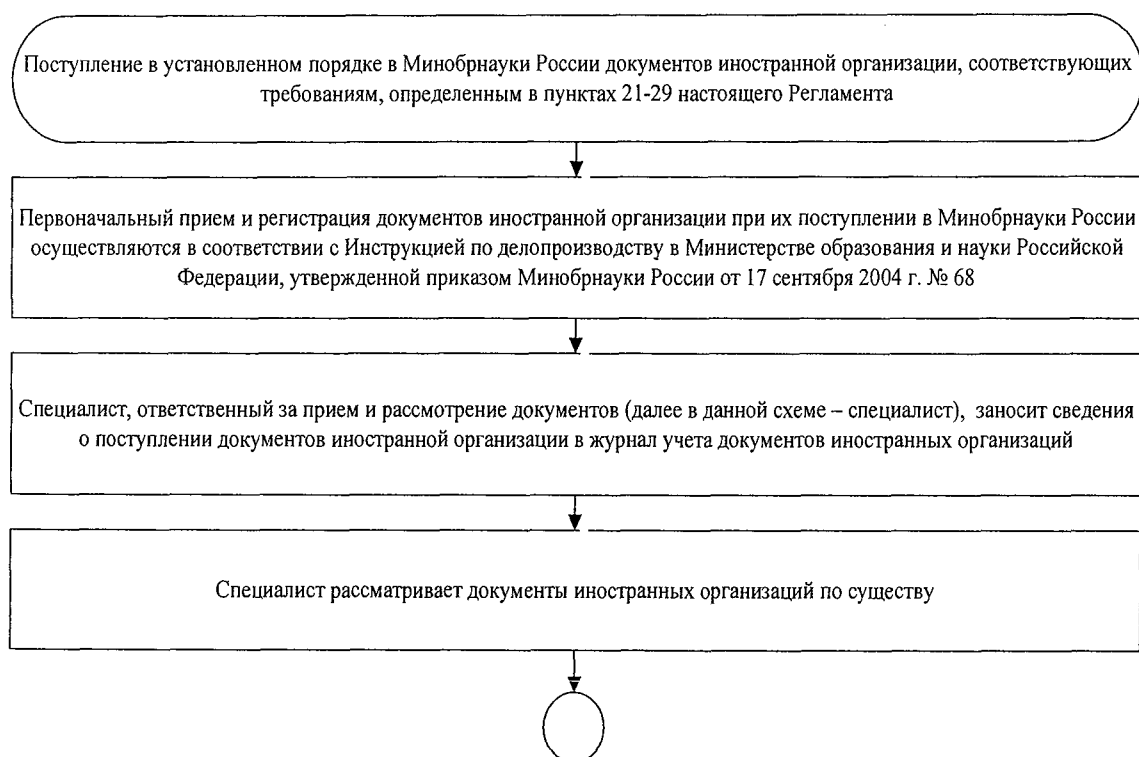 Поступление в установленном порядке в Минобрнауки России документов иностранной организации, соответствующих
требованиям, определенным в пунктах 21-29 настоящего Регламента
Первоначальный прием и регистрация документов иностранной организации при их поступлении в Минобрнауки России
осуществляются в соответствии с Инструкцией по делопроизводству в Министерстве образования и науки Российской
Федерации, утвержденной приказом Минобрнауки России от 17 сентября 2004 г. № 68
Специалист, ответственный за прием и рассмотрение документов (далее в данной схеме – специалист), заносит сведения
о поступлении документов иностранной организации в журнал учета документов иностранных организаций
Специалист рассматривает документы иностранных организаций по существу